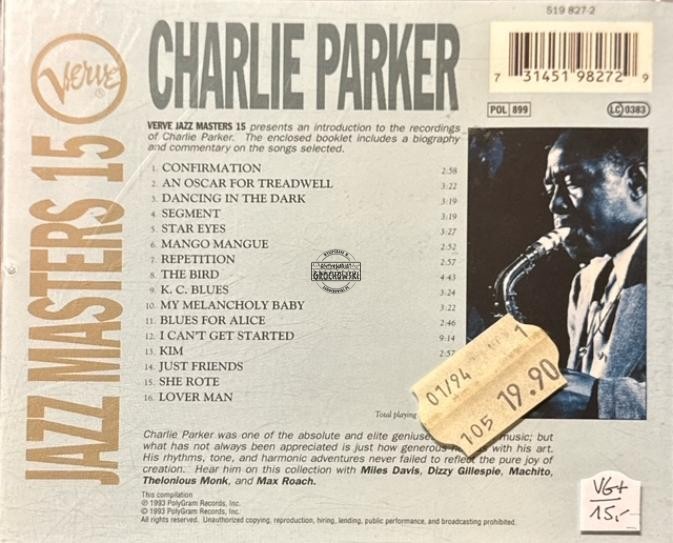 519 827-2
Verve
®
CHARLIE PARKER
7 31451 98272 9
POL 899
LC 0383
JAZZ MASTERS 15
VERVE JAZZ MASTERS 15 presents an introduction to the recordings
of Charlie Parker. The enclosed booklet includes a biography
and commentary on the songs selected.
1. CONFIRMATION 2:58
2. AN OSCAR FOR TREADWELL 3:22
3. DANCING IN THE DARK 3:19
4. SEGMENT 3:19
5. STAR EYES 3:27
6. MANGO MANGUE 2:52
7. REPETITION 2:57
8. THE BIRD 4:43
9. K. C. BLUES 3:24
10. MY MELANCHOLY BABY 3:22
11. BLUES FOR ALICE 2:46
12. I CAN'T GET STARTED 9:14
13. KIM 2:57
14. JUST FRIENDS
15. SHE ROTE
16. LOVER MAN
GROCHOWSKI
Total playing
01/94 1
105 19.90
Charlie Parker was one of the absolute and elite geniuse music; but
what has not always been appreciated is just how generous with his art.
His rhythms, tone, and harmonic adventures never failed to reflect the pure joy of
creation. Hear him on this collection with Miles Davis, Dizzy Gillespie, Machito,
Thelonious Monk, and Max Roach.
This compilation
℗ 1993 PolyGram Records, Inc.
© 1993 PolyGram Records, Inc.
All rights reserved. Unauthorized copying, reproduction, hiring, lending, public performance, and broadcasting prohibited.
VG+
15,-